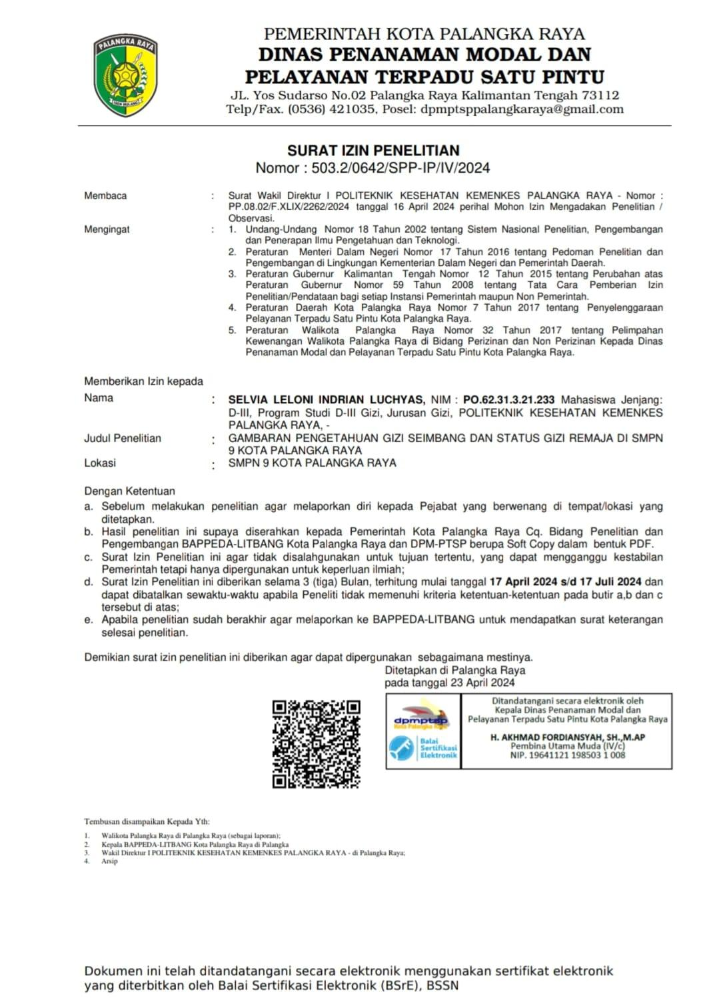 PALANGKA RAYA
ISEN MULANG
PEMERINTAH KOTA PALANGKA RAYA
DINAS PENANAMAN MODAL DAN
PELAYANAN TERPADU SATU PINTU
JL. Yos Sudarso No.02 Palangka Raya Kalimantan Tengah 73112
Telp/Fax. (0536) 421035, Posel: dpmptsppalangkaraya@gmail.com
SURAT IZIN PENELITIAN
Nomor : 503.2/0642/SPP-IP/IV/2024
Membaca : Surat Wakil Direktur I POLITEKNIK KESEHATAN KEMENKES PALANGKA RAYA - Nomor :
PP.08.02/F.XLIX/2262/2024 tanggal 16 April 2024 perihal Mohon Izin Mengadakan Penelitian /
Observasi.
Mengingat : 1. Undang-Undang Nomor 18 Tahun 2002 tentang Sistem Nasional Penelitian, Pengembangan
dan Penerapan Ilmu Pengetahuan dan Teknologi.
2. Peraturan Menteri Dalam Negeri Nomor 17 Tahun 2016 tentang Pedoman Penelitian dan
Pengembangan di Lingkungan Kementerian Dalam Negeri dan Pemerintah Daerah.
3. Peraturan Gubernur Kalimantan Tengah Nomor 12 Tahun 2015 tentang Perubahan atas
Peraturan Gubernur Nomor 59 Tahun 2008 tentang Tata Cara Pemberian Izin
Penelitian/Pendataan bagi setiap Instansi Pemerintah maupun Non Pemerintah.
4. Peraturan Daerah Kota Palangka Raya Nomor 7 Tahun 2017 tentang Penyelenggaraan
Pelayanan Terpadu Satu Pintu Kota Palangka Raya.
5. Peraturan Walikota Palangka Raya Nomor 32 Tahun 2017 tentang Pelimpahan
Kewenangan Walikota Palangka Raya di Bidang Perizinan dan Non Perizinan Kepada Dinas
Penanaman Modal dan Pelayanan Terpadu Satu Pintu Kota Palangka Raya.
Memberikan Izin kepada
Nama : SELVIA LELONI INDRIAN LUCHYAS, NIM : PO.62.31.3.21.233 Mahasiswa Jenjang:
D-III, Program Studi D-III Gizi, Jurusan Gizi, POLITEKNIK KESEHATAN KEMENKES
PALANGKA RAYA, -
Judul Penelitian : GAMBARAN PENGETAHUAN GIZI SEIMBANG DAN STATUS GIZI REMAJA DI SMPN
9 KOTA PALANGKA RAYA
Lokasi : SMPN 9 KOTA PALANGKA RAYA
Dengan Ketentuan
a. Sebelum melakukan penelitian agar melaporkan diri kepada Pejabat yang berwenang di tempat/lokasi yang
ditetapkan.
b. Hasil penelitian ini supaya diserahkan kepada Pemerintah Kota Palangka Raya Cq. Bidang Penelitian dan
Pengembangan BAPPEDA-LITBANG Kota Palangka Raya dan DPM-PTSP berupa Soft Copy dalam bentuk PDF.
c. Surat Izin Penelitian ini agar tidak disalahgunakan untuk tujuan tertentu, yang dapat mengganggu kestabilan
Pemerintah tetapi hanya dipergunakan untuk keperluan ilmiah;
d. Surat Izin Penelitian ini diberikan selama 3 (tiga) Bulan, terhitung mulai tanggal 17 April 2024 s/d 17 Juli 2024 dan
dapat dibatalkan sewaktu-waktu apabila Peneliti tidak memenuhi kriteria ketentuan-ketentuan pada butir a,b dan c
tersebut di atas;
e. Apabila penelitian sudah berakhir agar melaporkan ke BAPPEDA-LITBANG untuk mendapatkan surat keterangan
selesai penelitian.
Demikian surat izin penelitian ini diberikan agar dapat dipergunakan sebagaimana mestinya.
Ditetapkan di Palangka Raya
pada tanggal 23 April 2024
dpmptsp
Kota Palangka Raya
Balai
Sertifikasi
Elektronik
Ditandatangani secara elektronik oleh
Kepala Dinas Penanaman Modal dan
Pelayanan Terpadu Satu Pintu Kota Palangka Raya
H. AKHMAD FORDIANSYAH, SH.,M.AP
Pembina Utama Muda (IV/c)
NIP. 19641121 198503 1 008
Tembusan disampaikan Kepada Yth:
1. Walikota Palangka Raya di Palangka Raya (sebagai laporan);
2. Kepala BAPPEDA-LITBANG Kota Palangka Raya di Palangka
3. Wakil Direktur I POLITEKNIK KESEHATAN KEMENKES PALANGKA RAYA - di Palangka Raya;
4. Arsip
Dokumen ini telah ditandatangani secara elektronik menggunakan sertifikat elektronik
yang diterbitkan oleh Balai Sertifikasi Elektronik (BSrE), BSSN